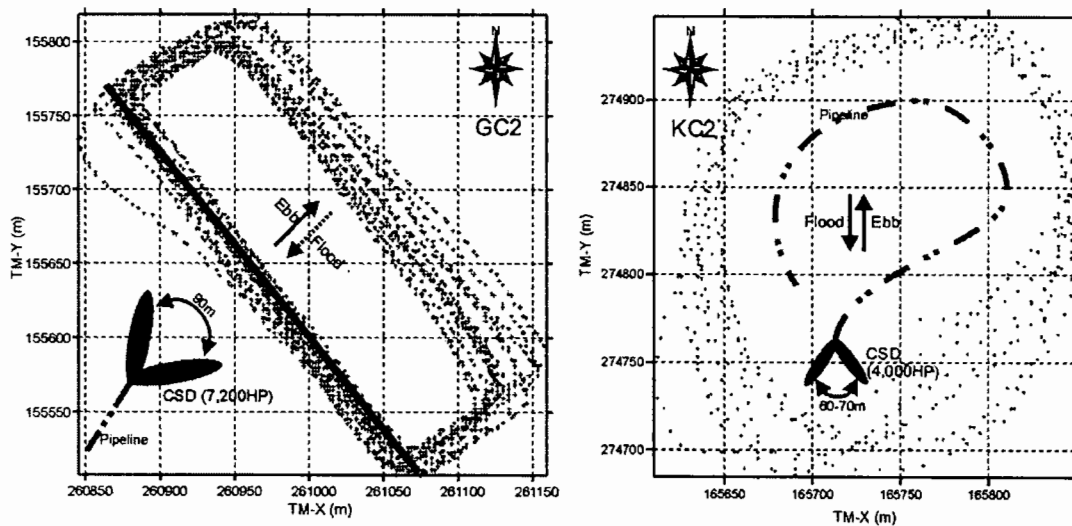 N
GC2
155800
155750
155700
155650
155600
155550
TM-Y (m)
Ebb
Flood
80m
CSD (7,200HP)
Pipeline
260850 260900 260950 261000 261050 261100 261150
TM-X (m)
N
KC2
274900
274850
274800
274750
274700
TM-Y (m)
Pipeline
Flood Ebb
CSD
(4,000HP)
60-70m
165650 165700 165750 165800
TM-X (m)